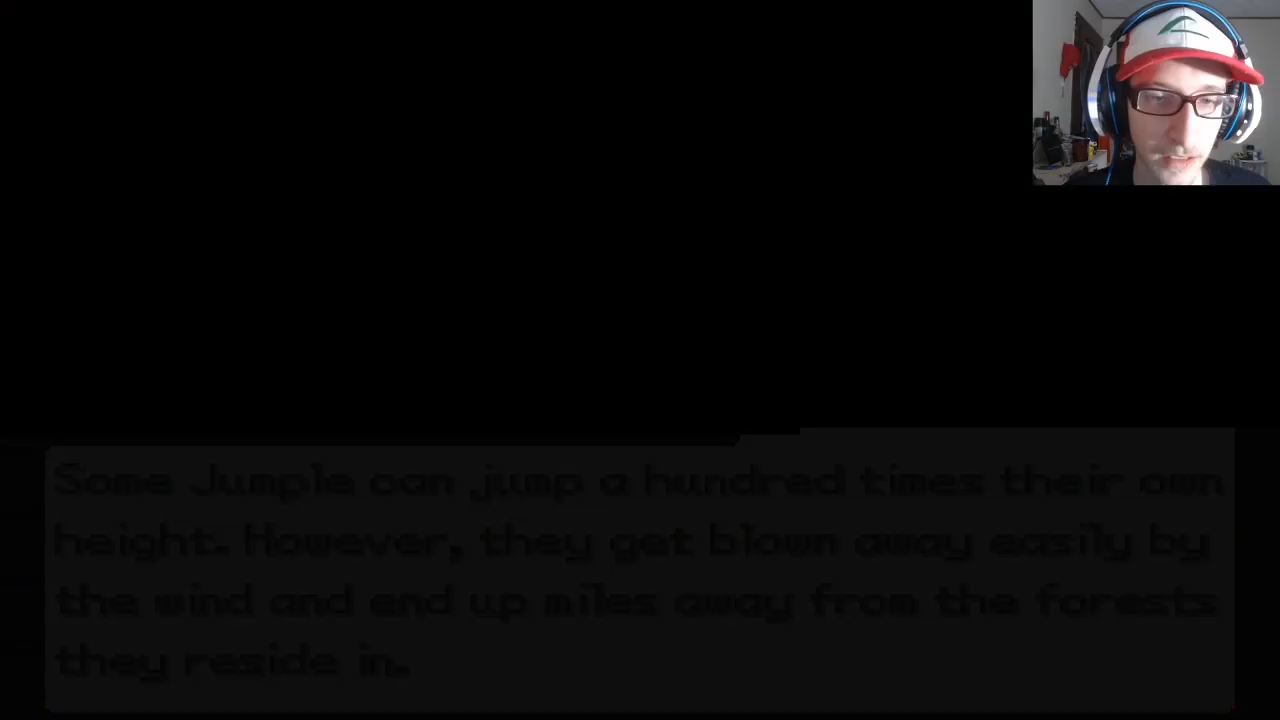 Some Jumple can jump a hundred times their own
height. However, they get blown away easily by
the wind and end up miles away from the forests
they reside in.